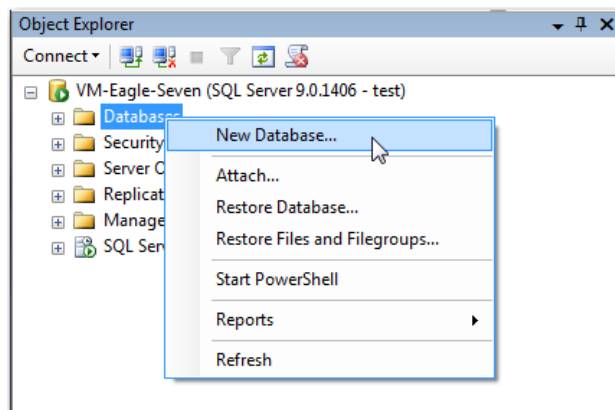 Object Explorer
Connect
VM-Eagle-Seven (SQL Server 9.0.1406 - test)
Databases
New Database...
Security
Attach...
Server O
Restore Database...
Replicat
Restore Files and Filegroups...
Manage
SQL Ser
Start PowerShell
Reports
Refresh